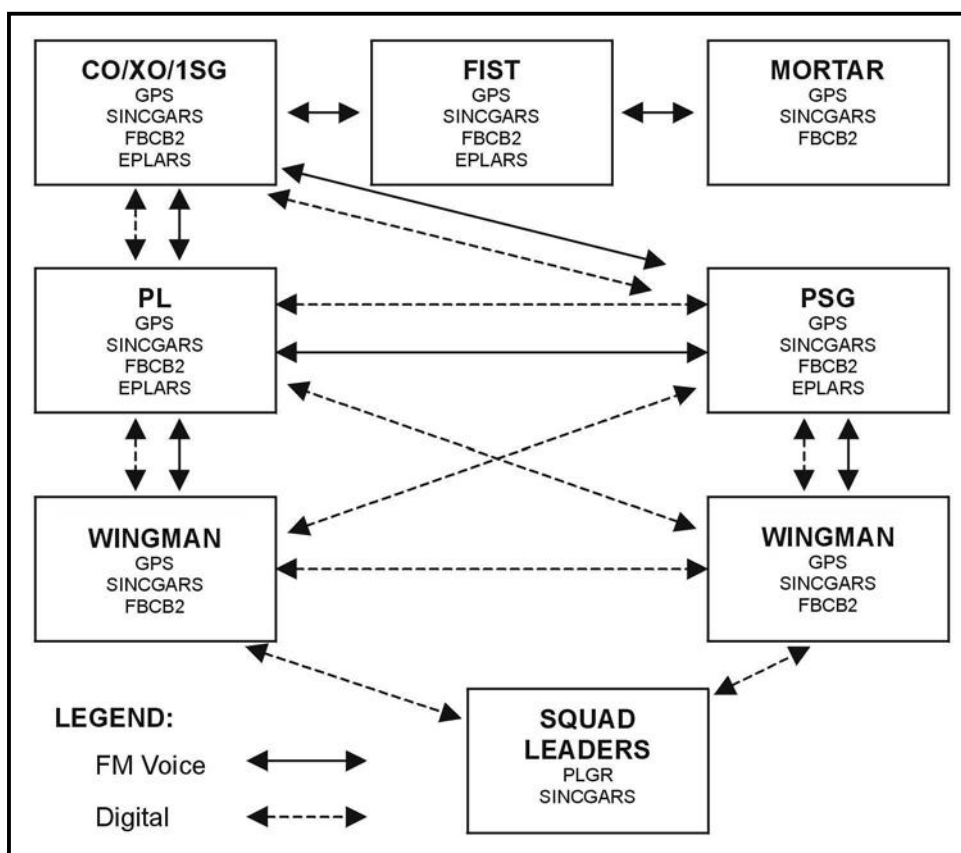 CO/XO/1SG
GPS
SINCGARS
FBCB2
EPLARS
FIST
GPS
SINCGARS
FBCB2
EPLARS
MORTAR
GPS
SINCGARS
FBCB2
PL
GPS
SINCGARS
FBCB2
EPLARS
PSG
GPS
SINCGARS
FBCB2
EPLARS
WINGMAN
GPS
SINCGARS
FBCB2
WINGMAN
GPS
SINCGARS
FBCB2
SQUAD
LEADERS
PLGR
SINCGARS
LEGEND:
FM Voice
Digital